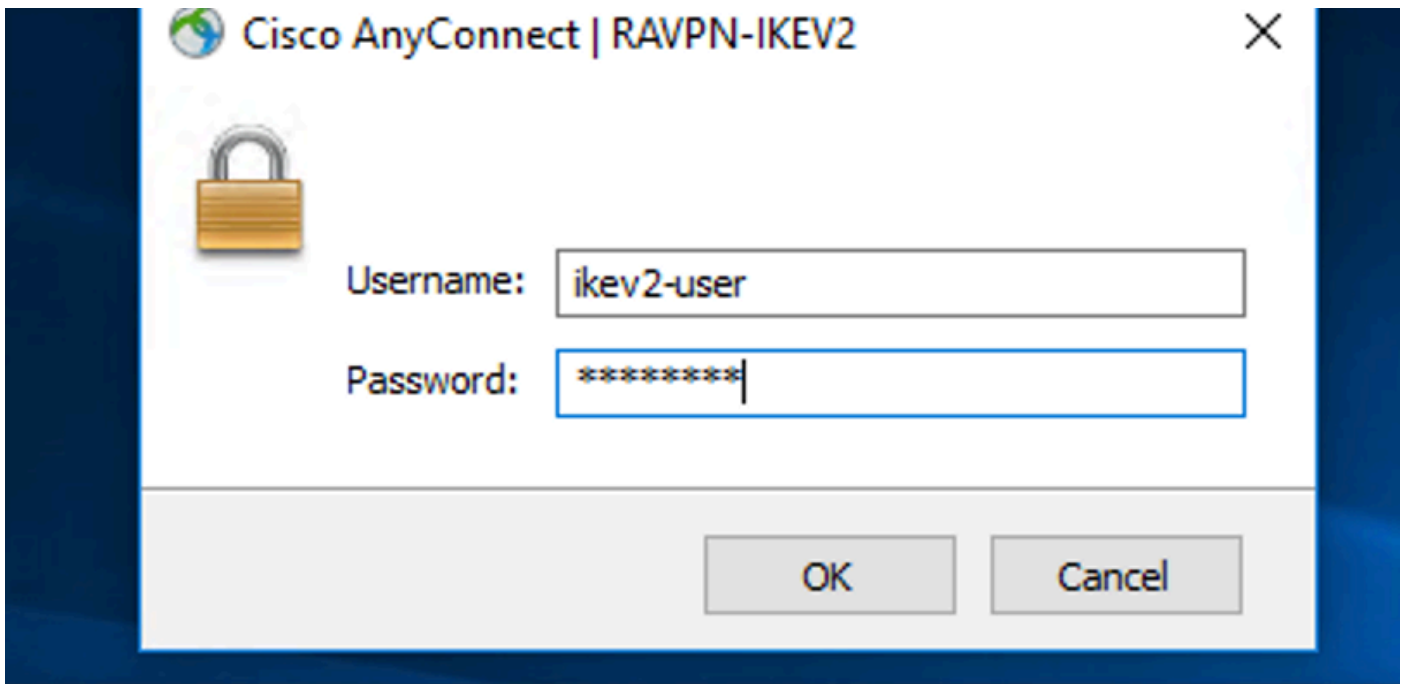 Cisco AnyConnect | RAVPN-IKEV2
Username: ikev2-user
Password: ********
OK Cancel